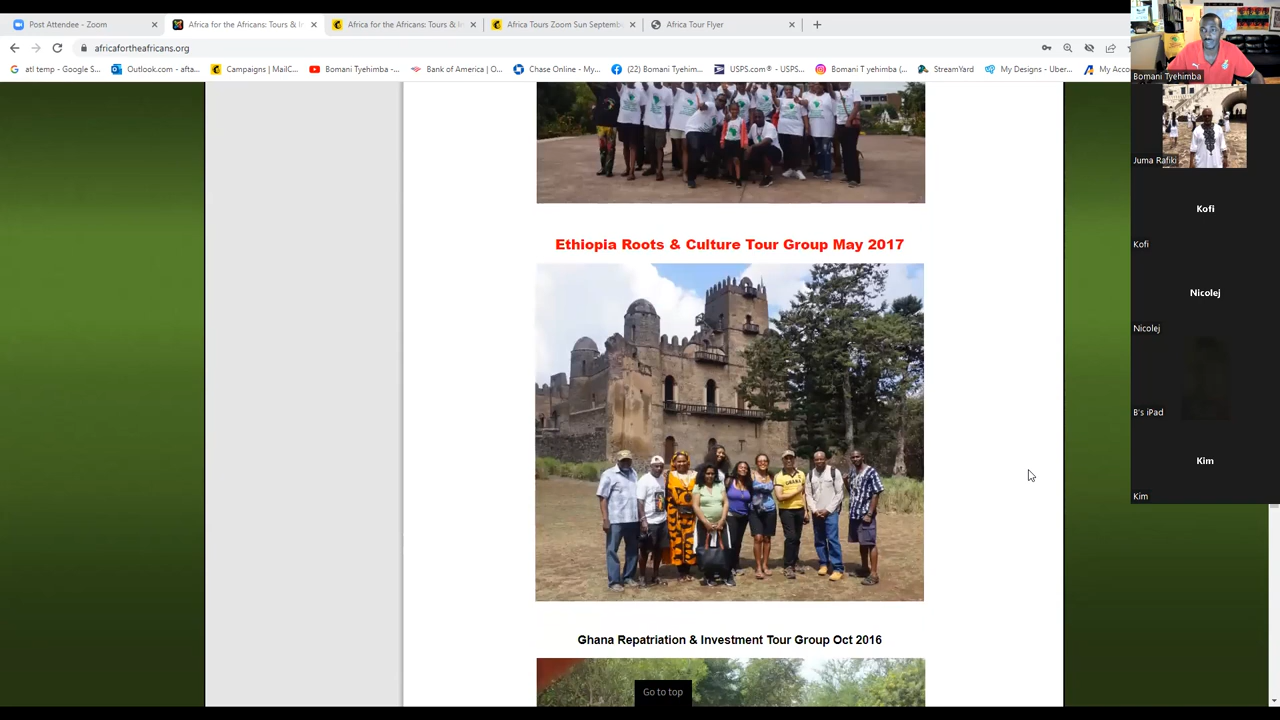 Post Attendee - Zoom
Africa for the Africans: Tours & In
Africa for the Africans: Tours & In
Africa Tours Zoom Sun Septemb
Africa Tour Flyer
africafortheafricans.org
atl temp - Google S...
Outlook.com - afta...
Campaigns | MailC...
Bomani Tyehimba -...
Bank of America | O...
Chase Online - My...
(22) Bomani Tyehim...
USPS.com® - USPS...
Bomani T yehimba (...
StreamYard
My Designs - Uber...
My Acco
Bomani Tyehimba
Juma Rafiki
Kofi
Kofi
Ethiopia Roots & Culture Tour Group May 2017
Nicolej
Nicolej
B's iPad
Kim
Kim
Ghana Repatriation & Investment Tour Group Oct 2016
Go to top